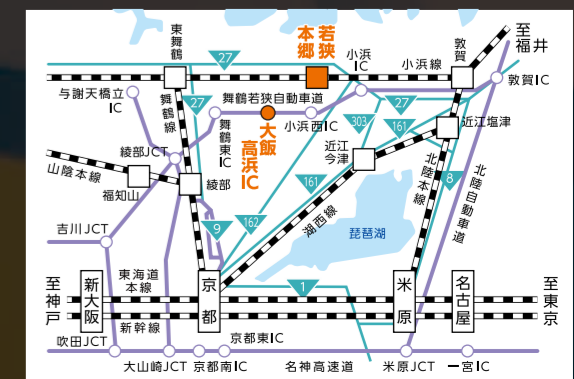 至
福井
東舞鶴
27
若狭
本郷
小浜
IC
小浜線
敦賀
敦賀IC
与謝天橋立
IC
舞鶴線
27
舞鶴若狭自動車道
27
舞鶴東IC
大飯
高浜IC
小浜西IC
303
161
近江塩津
綾部JCT
近江
今津
山陰本線
福知山
綾部
161
北陸本線
8
北陸自動車道
吉川JCT
9
162
湖西線
琵琶湖
至神戸
新大阪
東海道
本線
新幹線
京都
1
米原
名古屋
至東京
吹田JCT
京都東IC
大山崎JCT
京都南IC
名神高速道
米原JCT
一宮IC